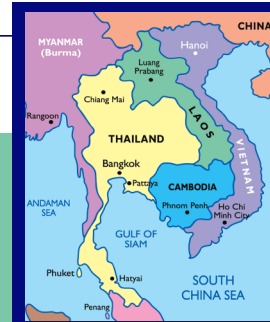 CHINA
MYANMAR
(Burma)
Hanoi
Luang
Prabang
Chiang Mai
LAOS
Rangoon
THAILAND
VIETNAM
Bangkok
Pattaya
CAMBODIA
ANDAMAN
SEA
Phnom Penh
Ho Chi
Minh City
GULF OF
SIAM
Phuket
Hatyai
SOUTH
CHINA SEA
Penang